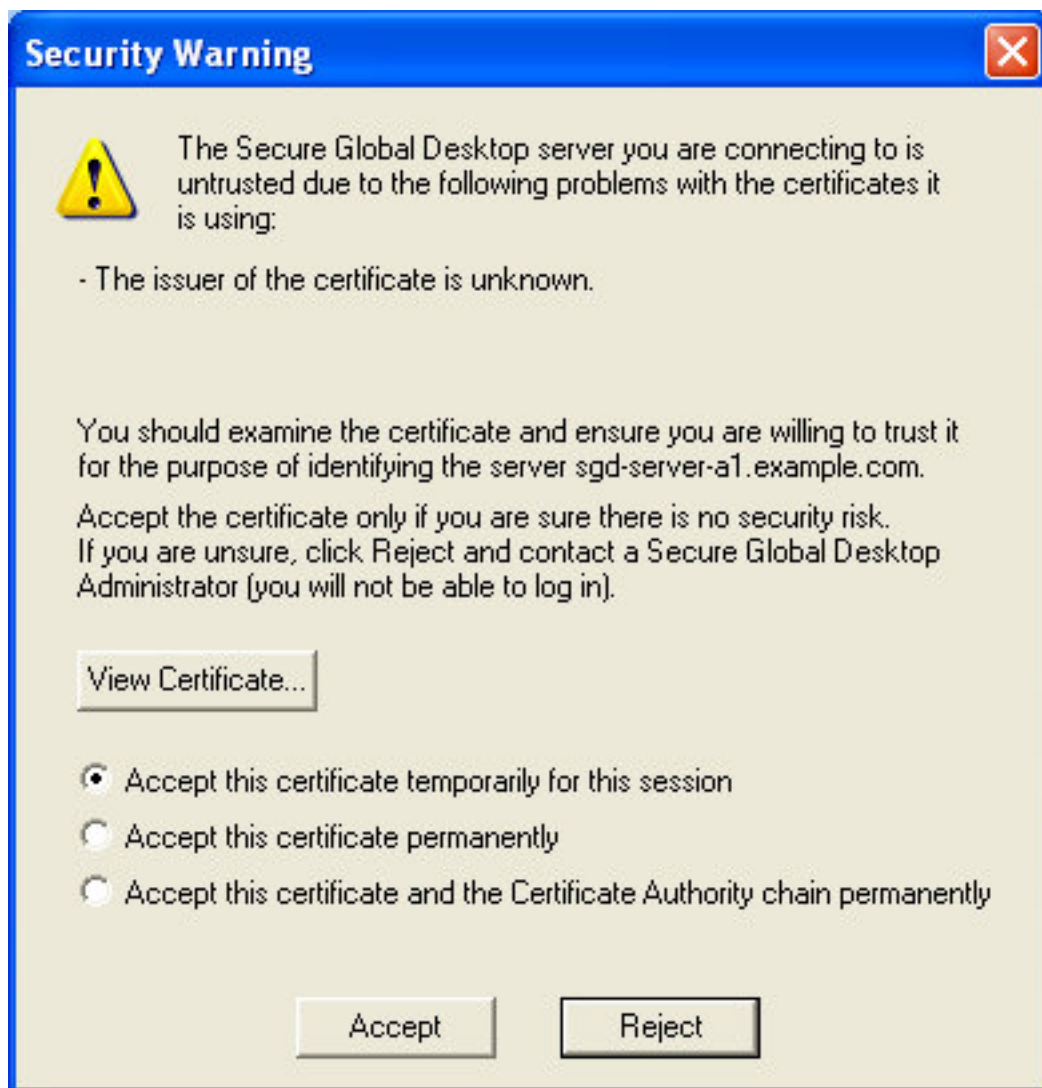 Security Warning
The Secure Global Desktop server you are connecting to is
untrusted due to the following problems with the certificates it
is using:
- The issuer of the certificate is unknown.
You should examine the certificate and ensure you are willing to trust it
for the purpose of identifying the server sgd-server-a1.example.com.
Accept the certificate only if you are sure there is no security risk.
If you are unsure, click Reject and contact a Secure Global Desktop
Administrator (you will not be able to log in).
View Certificate...
Accept this certificate temporarily for this session
Accept this certificate permanently
Accept this certificate and the Certificate Authority chain permanently
Accept
Reject